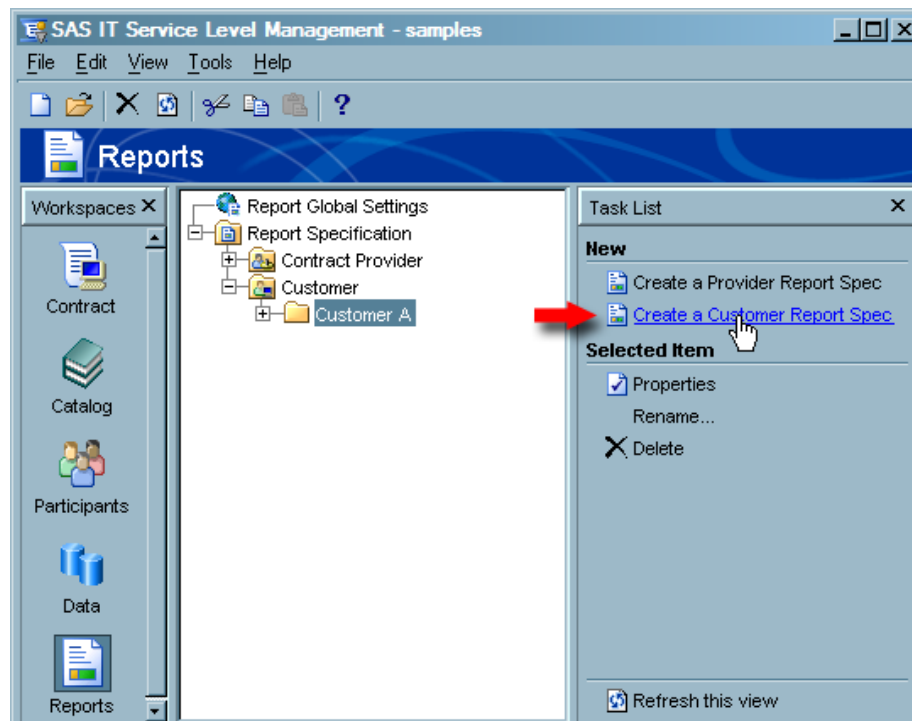 SAS IT Service Level Management - samples
File Edit View Tools Help
?
Reports
Workspaces
Contract
Catalog
Participants
Data
Reports
Report Global Settings
Report Specification
Contract Provider
Customer
Customer A
Task List
New
Create a Provider Report Spec
Create a Customer Report Spec
Selected Item
Properties
Rename...
Delete
Refresh this view